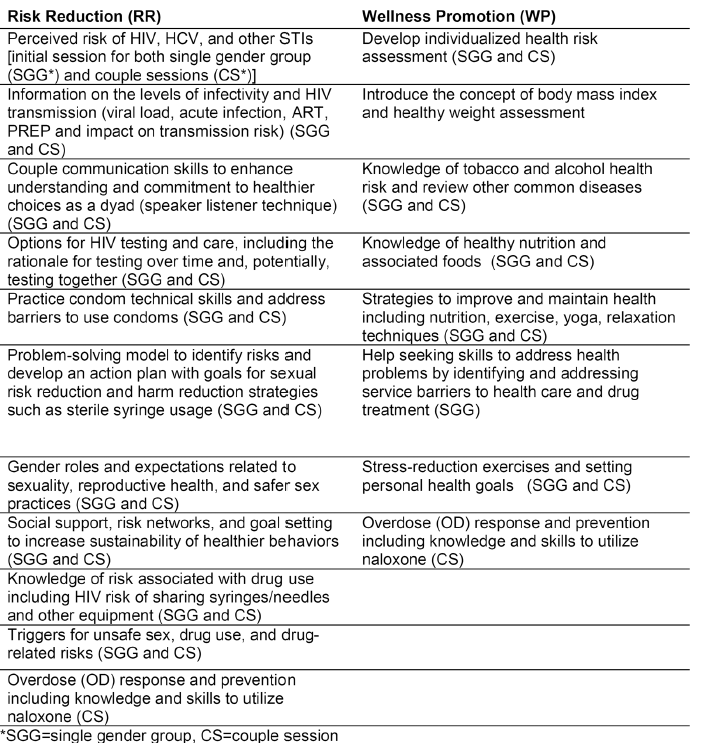 Risk Reduction (RR)
Wellness Promotion (WP)
Perceived risk of HIV, HCV, and other STIs
[initial session for both single gender group
(SGG*) and couple sessions (CS*)]
Develop individualized health risk
assessment (SGG and CS)
Information on the levels of infectivity and HIV
transmission (viral load, acute infection, ART,
PREP and impact on transmission risk) (SGG
and CS)
Introduce the concept of body mass index
and healthy weight assessment
Couple communication skills to enhance
understanding and commitment to healthier
choices as a dyad (speaker listener technique)
(SGG and CS)
Knowledge of tobacco and alcohol health
risk and review other common diseases
(SGG and CS)
Options for HIV testing and care, including the
rationale for testing over time and, potentially,
testing together (SGG and CS)
Knowledge of healthy nutrition and
associated foods (SGG and CS)
Practice condom technical skills and address
barriers to use condoms (SGG and CS)
Strategies to improve and maintain health
including nutrition, exercise, yoga, relaxation
techniques (SGG and CS)
Problem-solving model to identify risks and
develop an action plan with goals for sexual
risk reduction and harm reduction strategies
such as sterile syringe usage (SGG and CS)
Help seeking skills to address health
problems by identifying and addressing
service barriers to health care and drug
treatment (SGG)
Gender roles and expectations related to
sexuality, reproductive health, and safer sex
practices (SGG and CS)
Stress-reduction exercises and setting
personal health goals (SGG and CS)
Social support, risk networks, and goal setting
to increase sustainability of healthier behaviors
(SGG and CS)
Overdose (OD) response and prevention
including knowledge and skills to utilize
naloxone (CS)
Knowledge of risk associated with drug use
including HIV risk of sharing syringes/needles
and other equipment (SGG and CS)
Triggers for unsafe sex, drug use, and drug-
related risks (SGG and CS)
Overdose (OD) response and prevention
including knowledge and skills to utilize
naloxone (CS)
*SGG=single gender group, CS=couple session